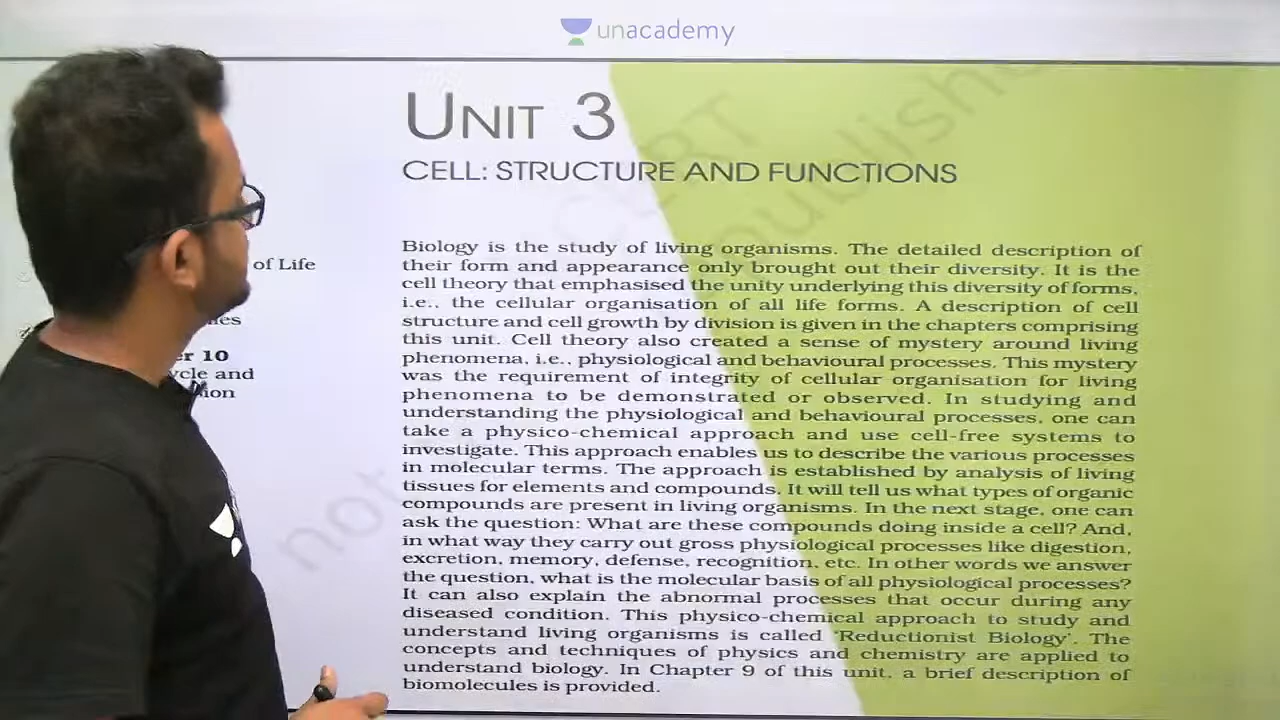 unacademy
UNIT 3
CELL: STRUCTURE AND FUNCTIONS
of Life
10
cycle and
Biology is the study of living organisms. The detailed description of
their form and appearance only brought out their diversity. It is the
cell theory that emphasised the unity underlying this diversity of forms,
i.e., the cellular organisation of all life forms. A description of cell
structure and cell growth by division is given in the chapters comprising
this unit. Cell theory also created a sense of mystery around living
phenomena, i.e., physiological and behavioural processes. This mystery
was the requirement of integrity of cellular organisation for living
phenomena to be demonstrated or observed. In studying and
understanding the physiological and behavioural processes, one can
take a physico-chemical approach and use cell-free systems to
investigate. This approach enables us to describe the various processes
in molecular terms. The approach is established by analysis of living
tissues for elements and compounds. It will tell us what types of organic
compounds are present in living organisms. In the next stage, one can
ask the question: What are these compounds doing inside a cell? And,
in what way they carry out gross physiological processes like digestion,
excretion, memory, defense, recognition, etc. In other words we answer
the question, what is the molecular basis of all physiological processes?
It can also explain the abnormal processes that occur during any
diseased condition. This physico-chemical approach to study and
understand living organisms is called 'Reductionist Biology'. The
concepts and techniques of physics and chemistry are applied to
understand biology. In Chapter 9 of this unit, a brief description of
biomolecules is provided.